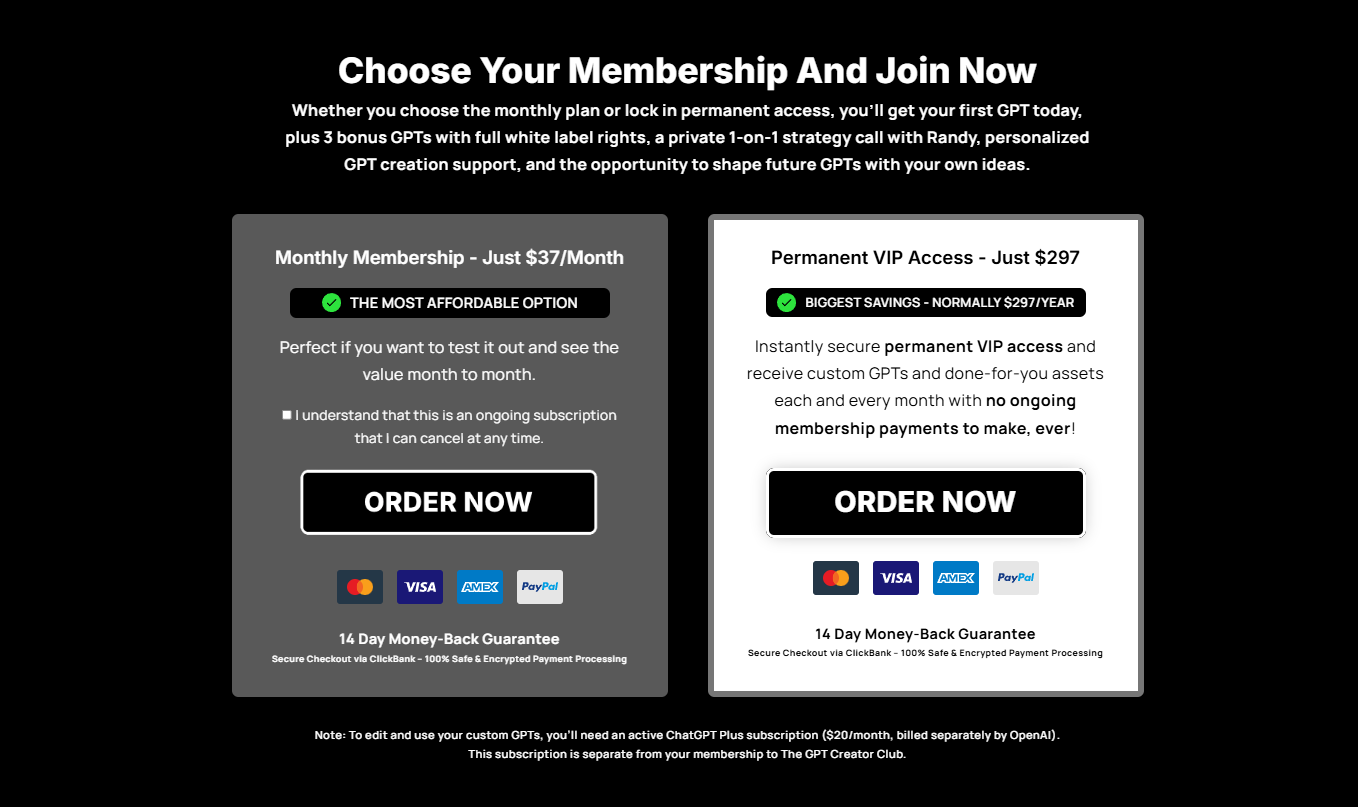 Choose Your Membership And Join Now
Whether you choose the monthly plan or lock in permanent access, you’ll get your first GPT today,
plus 3 bonus GPTs with full white label rights, a private 1-on-1 strategy call with Randy, personalized
GPT creation support, and the opportunity to shape future GPTs with your own ideas.
Monthly Membership - Just $37/Month
THE MOST AFFORDABLE OPTION
Perfect if you want to test it out and see the
value month to month.
I understand that this is an ongoing subscription
that I can cancel at any time.
ORDER NOW
VISA
AMEX
PayPal
14 Day Money-Back Guarantee
Secure Checkout via ClickBank – 100% Safe & Encrypted Payment Processing
Permanent VIP Access - Just $297
BIGGEST SAVINGS - NORMALLY $297/YEAR
Instantly secure permanent VIP access and
receive custom GPTs and done-for-you assets
each and every month with no ongoing
membership payments to make, ever!
ORDER NOW
VISA
AMEX
PayPal
14 Day Money-Back Guarantee
Secure Checkout via ClickBank – 100% Safe & Encrypted Payment Processing
Note: To edit and use your custom GPTs, you’ll need an active ChatGPT Plus subscription ($20/month, billed separately by OpenAI).
This subscription is separate from your membership to The GPT Creator Club.